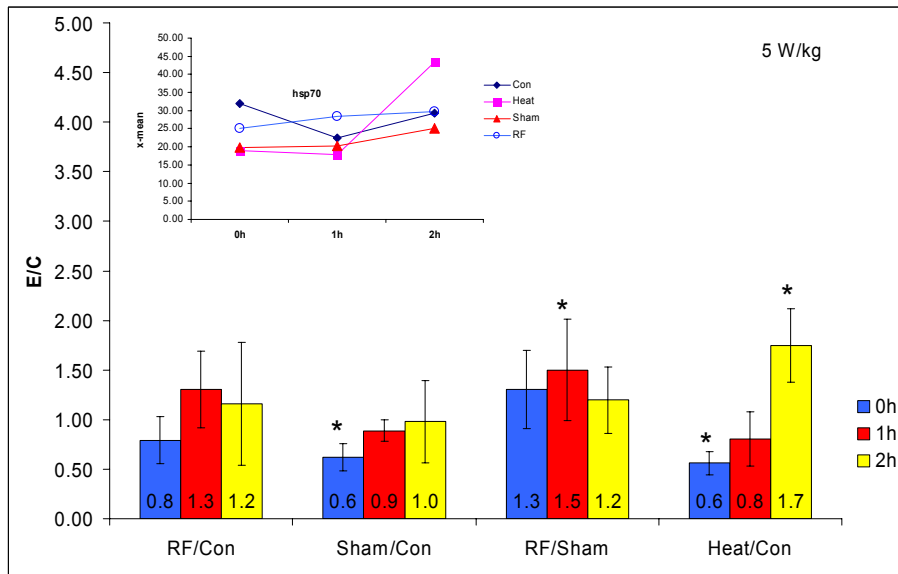 5.00
4.50
4.00
3.50
3.00
2.50
2.00
1.50
1.00
0.50
0.00
E/C
5 W/kg
50.00
45.00
40.00
35.00
30.00
25.00
20.00
15.00
10.00
5.00
0.00
x-mean
hsp70
0h 1h 2h
Con
Heat
Sham
RF
* * * *
0.8 1.3 1.2 0.6 0.9 1.0 1.3 1.5 1.2 0.6 0.8 1.7
RF/Con Sham/Con RF/Sham Heat/Con
0h
1h
2h